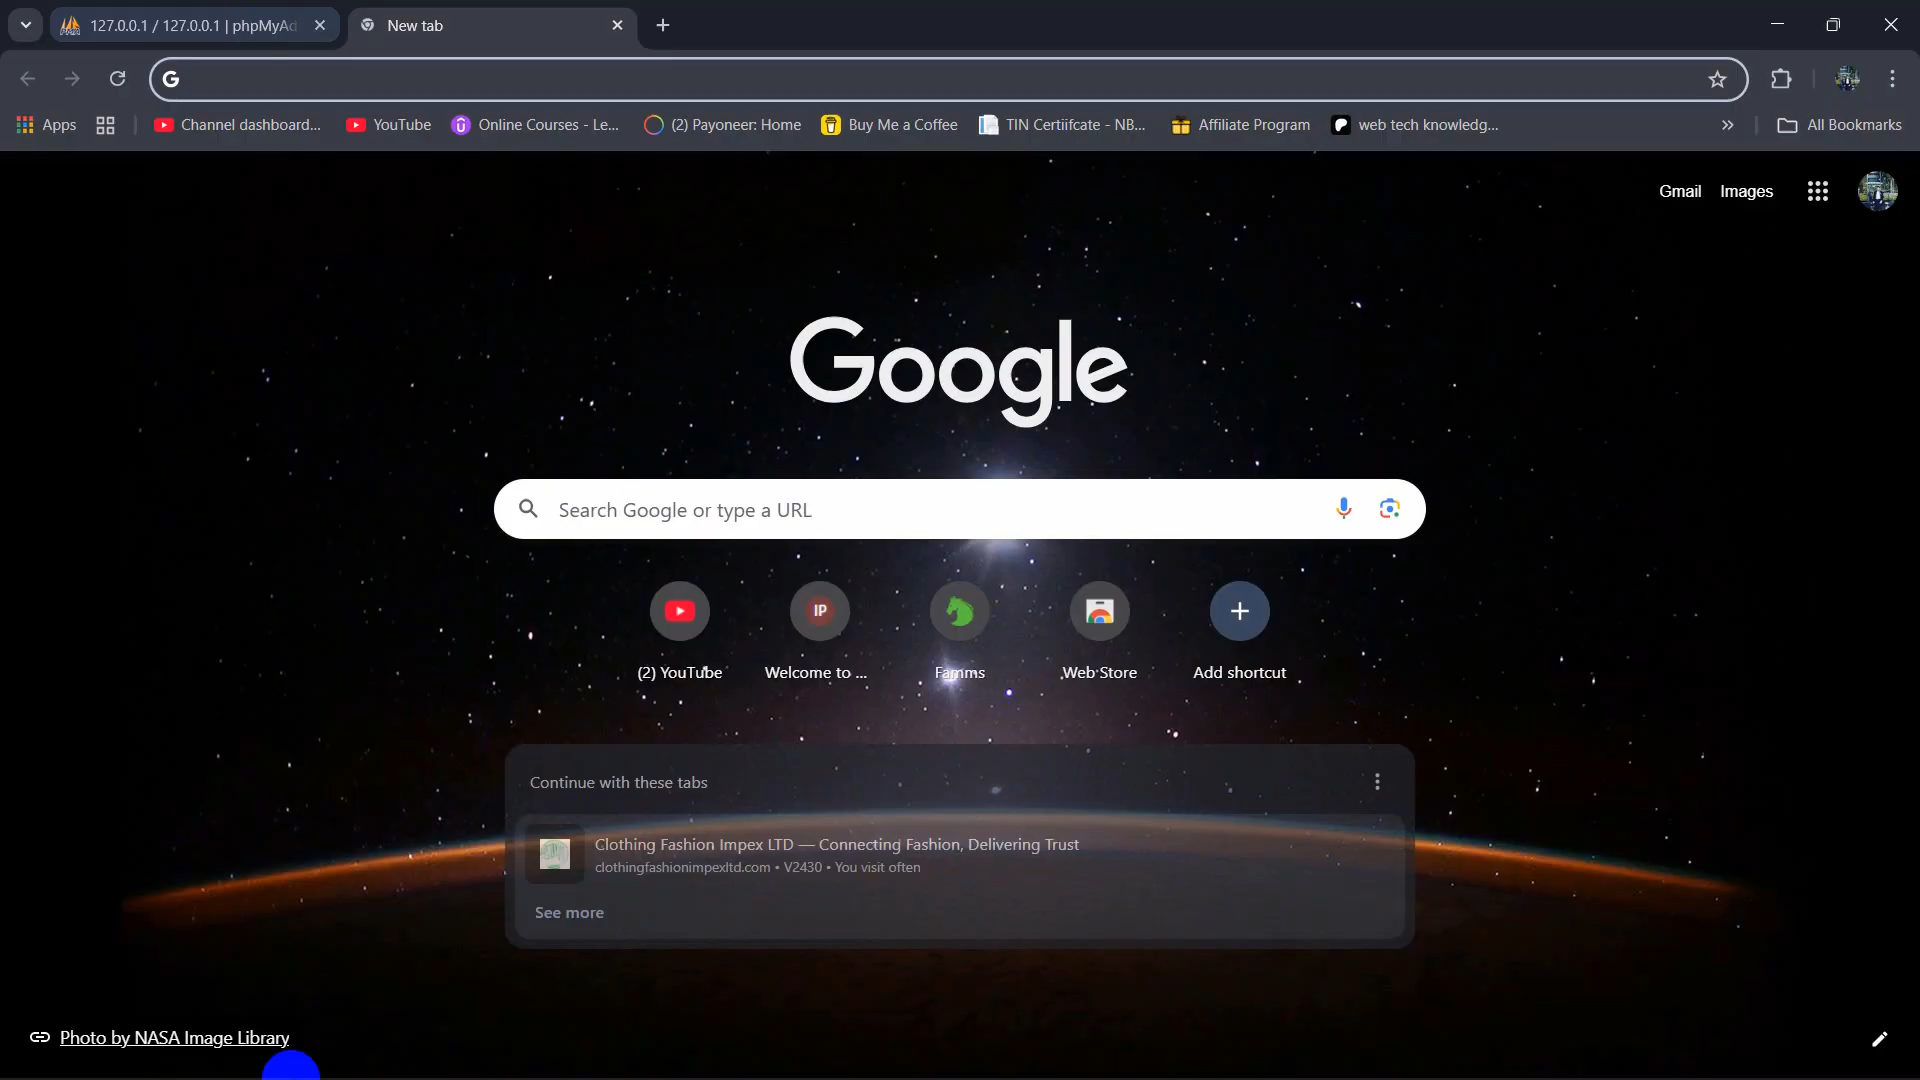 127.0.0.1 / 127.0.0.1 | phpMyAd
New tab
Apps
Channel dashboard...
YouTube
Online Courses - Le...
(2) Payoneer: Home
Buy Me a Coffee
TIN Certiifcate - NB...
Affiliate Program
web tech knowledg...
All Bookmarks
Gmail
Images
Google
Search Google or type a URL
IP
(2) YouTube
Welcome to ...
Famms
Web Store
Add shortcut
Continue with these tabs
Clothing Fashion Impex LTD — Connecting Fashion, Delivering Trust
clothingfashionimpexltd.com • V2430 • You visit often
See more
Photo by NASA Image Library